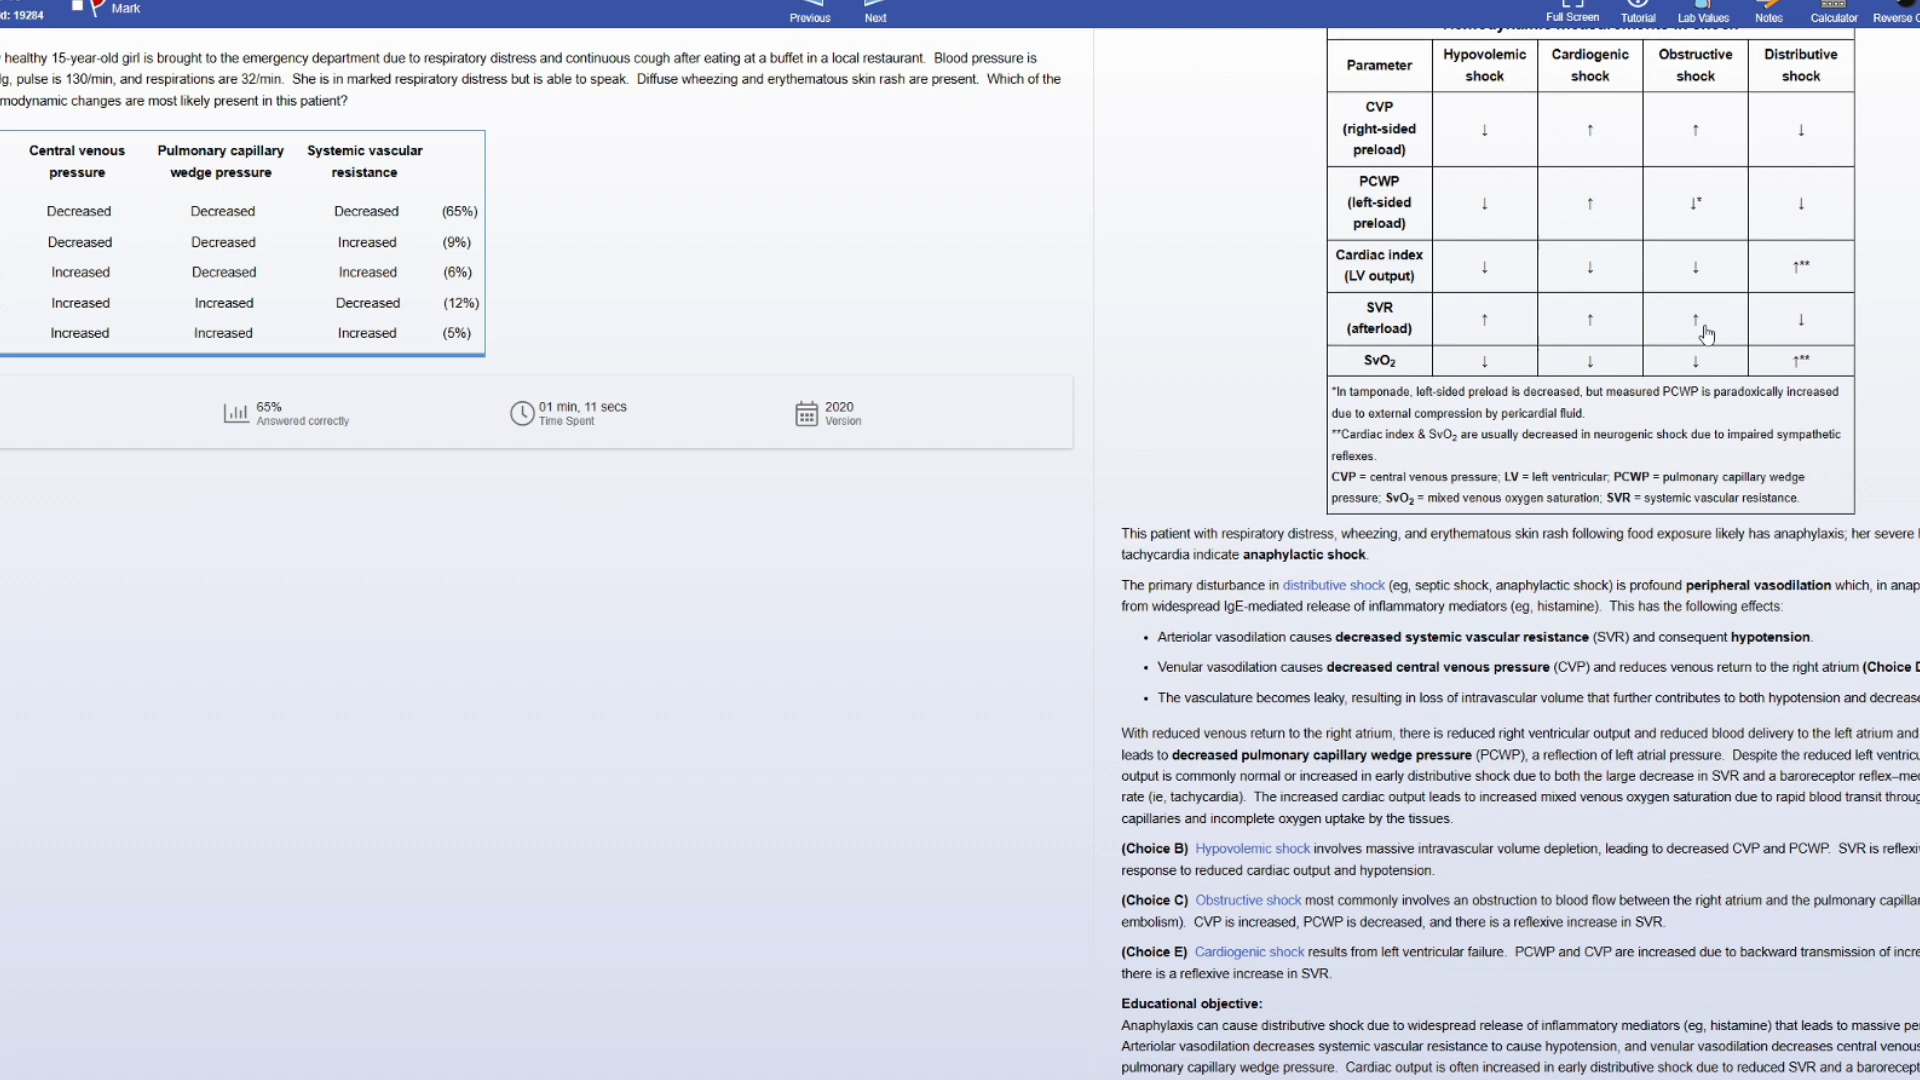 d: 19284
Mark
Previous
Next
Full Screen
Tutorial
Lab Values
Notes
Calculator
Reverse
healthy 15-year-old girl is brought to the emergency department due to respiratory distress and continuous cough after eating at a buffet in a local restaurant. Blood pressure is
g, pulse is 130/min, and respirations are 32/min. She is in marked respiratory distress but is able to speak. Diffuse wheezing and erythematous skin rash are present. Which of the
modynamic changes are most likely present in this patient?
Central venous pressure Pulmonary capillary wedge pressure Systemic vascular resistance
Decreased Decreased Decreased (65%)
Decreased Decreased Increased (9%)
Increased Decreased Increased (6%)
Increased Increased Decreased (12%)
Increased Increased Increased (5%)
65%
Answered correctly
01 min, 11 secs
Time Spent
2020
Version
Parameter Hypovolemic shock Cardiogenic shock Obstructive shock Distributive shock
CVP (right-sided preload) ↓ ↑ ↑ ↓
PCWP (left-sided preload) ↓ ↑ ↓* ↓
Cardiac index (LV output) ↓ ↓ ↓ ↑**
SVR (afterload) ↑ ↑ ↑ ↓
SvO2 ↓ ↓ ↓ ↑**
*In tamponade, left-sided preload is decreased, but measured PCWP is paradoxically increased
due to external compression by pericardial fluid.
**Cardiac index & SvO2 are usually decreased in neurogenic shock due to impaired sympathetic
reflexes.
CVP = central venous pressure; LV = left ventricular; PCWP = pulmonary capillary wedge
pressure; SvO2 = mixed venous oxygen saturation; SVR = systemic vascular resistance.
This patient with respiratory distress, wheezing, and erythematous skin rash following food exposure likely has anaphylaxis; her severe
tachycardia indicate anaphylactic shock.
The primary disturbance in distributive shock (eg, septic shock, anaphylactic shock) is profound peripheral vasodilation which, in anap
from widespread IgE-mediated release of inflammatory mediators (eg, histamine). This has the following effects:
• Arteriolar vasodilation causes decreased systemic vascular resistance (SVR) and consequent hypotension.
• Venular vasodilation causes decreased central venous pressure (CVP) and reduces venous return to the right atrium (Choice D
• The vasculature becomes leaky, resulting in loss of intravascular volume that further contributes to both hypotension and decrease
With reduced venous return to the right atrium, there is reduced right ventricular output and reduced blood delivery to the left atrium and
leads to decreased pulmonary capillary wedge pressure (PCWP), a reflection of left atrial pressure. Despite the reduced left ventricu
output is commonly normal or increased in early distributive shock due to both the large decrease in SVR and a baroreceptor reflex–med
rate (ie, tachycardia). The increased cardiac output leads to increased mixed venous oxygen saturation due to rapid blood transit throug
capillaries and incomplete oxygen uptake by the tissues.
(Choice B) Hypovolemic shock involves massive intravascular volume depletion, leading to decreased CVP and PCWP. SVR is reflexi
response to reduced cardiac output and hypotension.
(Choice C) Obstructive shock most commonly involves an obstruction to blood flow between the right atrium and the pulmonary capillar
embolism). CVP is increased, PCWP is decreased, and there is a reflexive increase in SVR.
(Choice E) Cardiogenic shock results from left ventricular failure. PCWP and CVP are increased due to backward transmission of incre
there is a reflexive increase in SVR.
Educational objective:
Anaphylaxis can cause distributive shock due to widespread release of inflammatory mediators (eg, histamine) that leads to massive per
Arteriolar vasodilation decreases systemic vascular resistance to cause hypotension, and venular vasodilation decreases central venous
pulmonary capillary wedge pressure. Cardiac output is often increased in early distributive shock due to reduced SVR and a barorecept